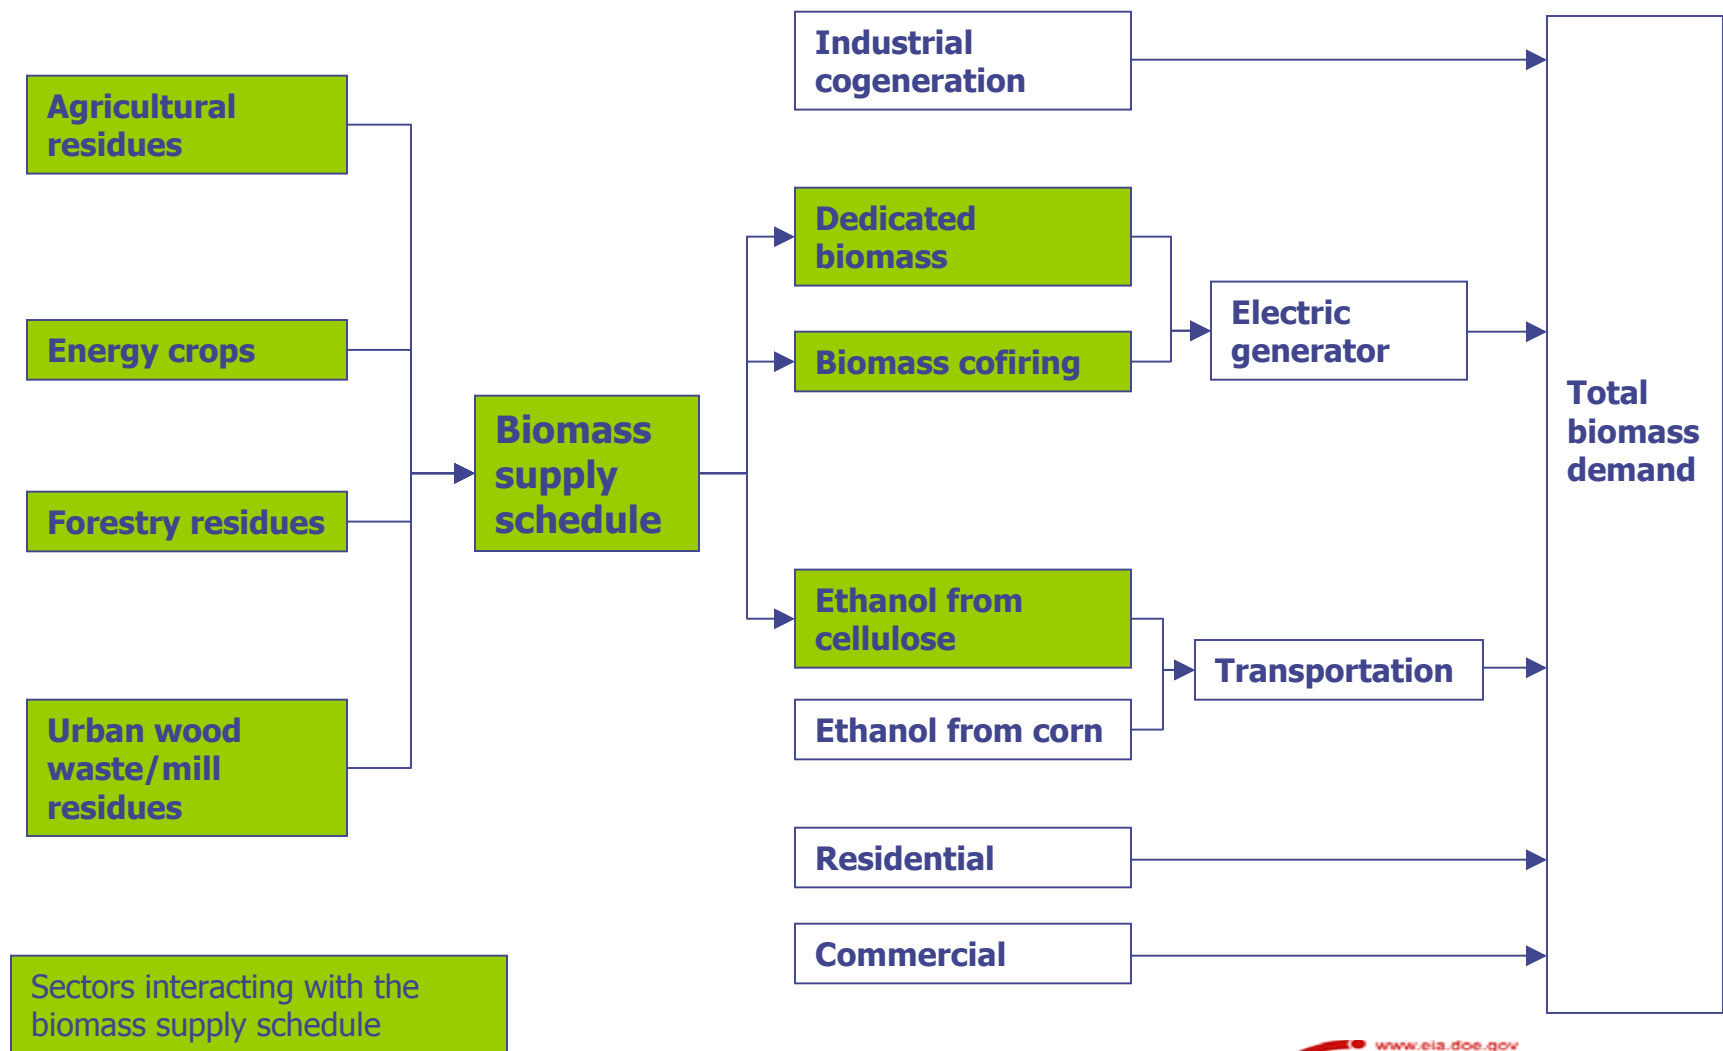 Industrial
cogeneration
Agricultural
residues
Dedicated
biomass
Energy crops
Biomass cofiring
Electric
generator
Total
biomass
demand
Biomass
supply
schedule
Forestry residues
Ethanol from
cellulose
Transportation
Urban wood
waste/mill
residues
Ethanol from corn
Residential
Commercial
Sectors interacting with the
biomass supply schedule
www.eia.doe.gov